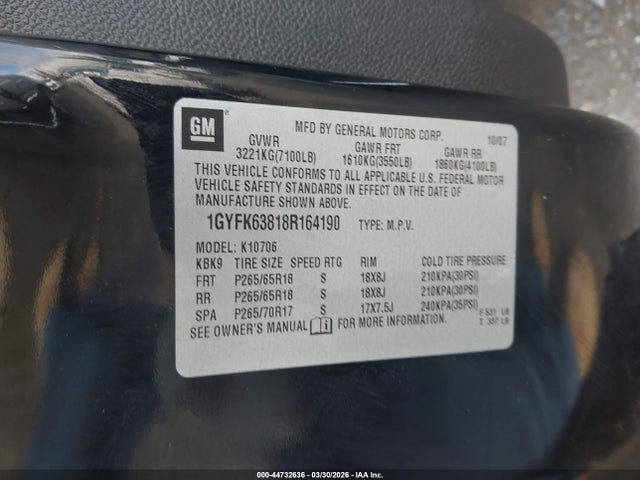 GM
MFD BY GENERAL MOTORS CORP. 10/07
GVWR GAWR FRT GAWR RR
3221KG(7100LB) 1610KG(3550LB) 1860KG(4100LB)
THIS VEHICLE CONFORMS TO ALL APPLICABLE U.S. FEDERAL MOTOR
VEHICLE SAFETY STANDARDS IN EFFECT ON THE DATE OF
MANUFACTURE SHOWN ABOVE.
1GYFK63818R164190 TYPE: M.P.V.
MODEL: K10706
KBK9 TIRE SIZE SPEED RTG RIM COLD TIRE PRESSURE
FRT P265/65R18 S 18X8J 210KPA(30PSI)
RR P265/65R18 S 18X8J 210KPA(30PSI)
SPA P265/70R17 S 17X7.5J 240KPA(35PSI)
SEE OWNER'S MANUAL FOR MORE INFORMATION. F 531 LB
T 357 LB
000-44732636 - 03/30/2026 - IAA Inc.